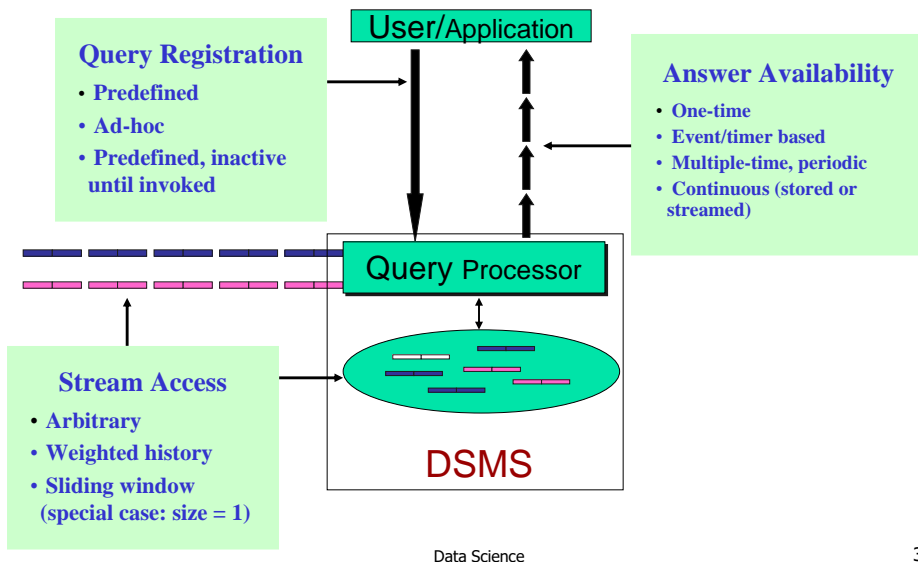 User/Application
Query Registration
• Predefined
• Ad-hoc
• Predefined, inactive
until invoked
Answer Availability
• One-time
• Event/timer based
• Multiple-time, periodic
• Continuous (stored or
streamed)
Query Processor
Stream Access
• Arbitrary
• Weighted history
• Sliding window
(special case: size = 1)
DSMS
Data Science
3